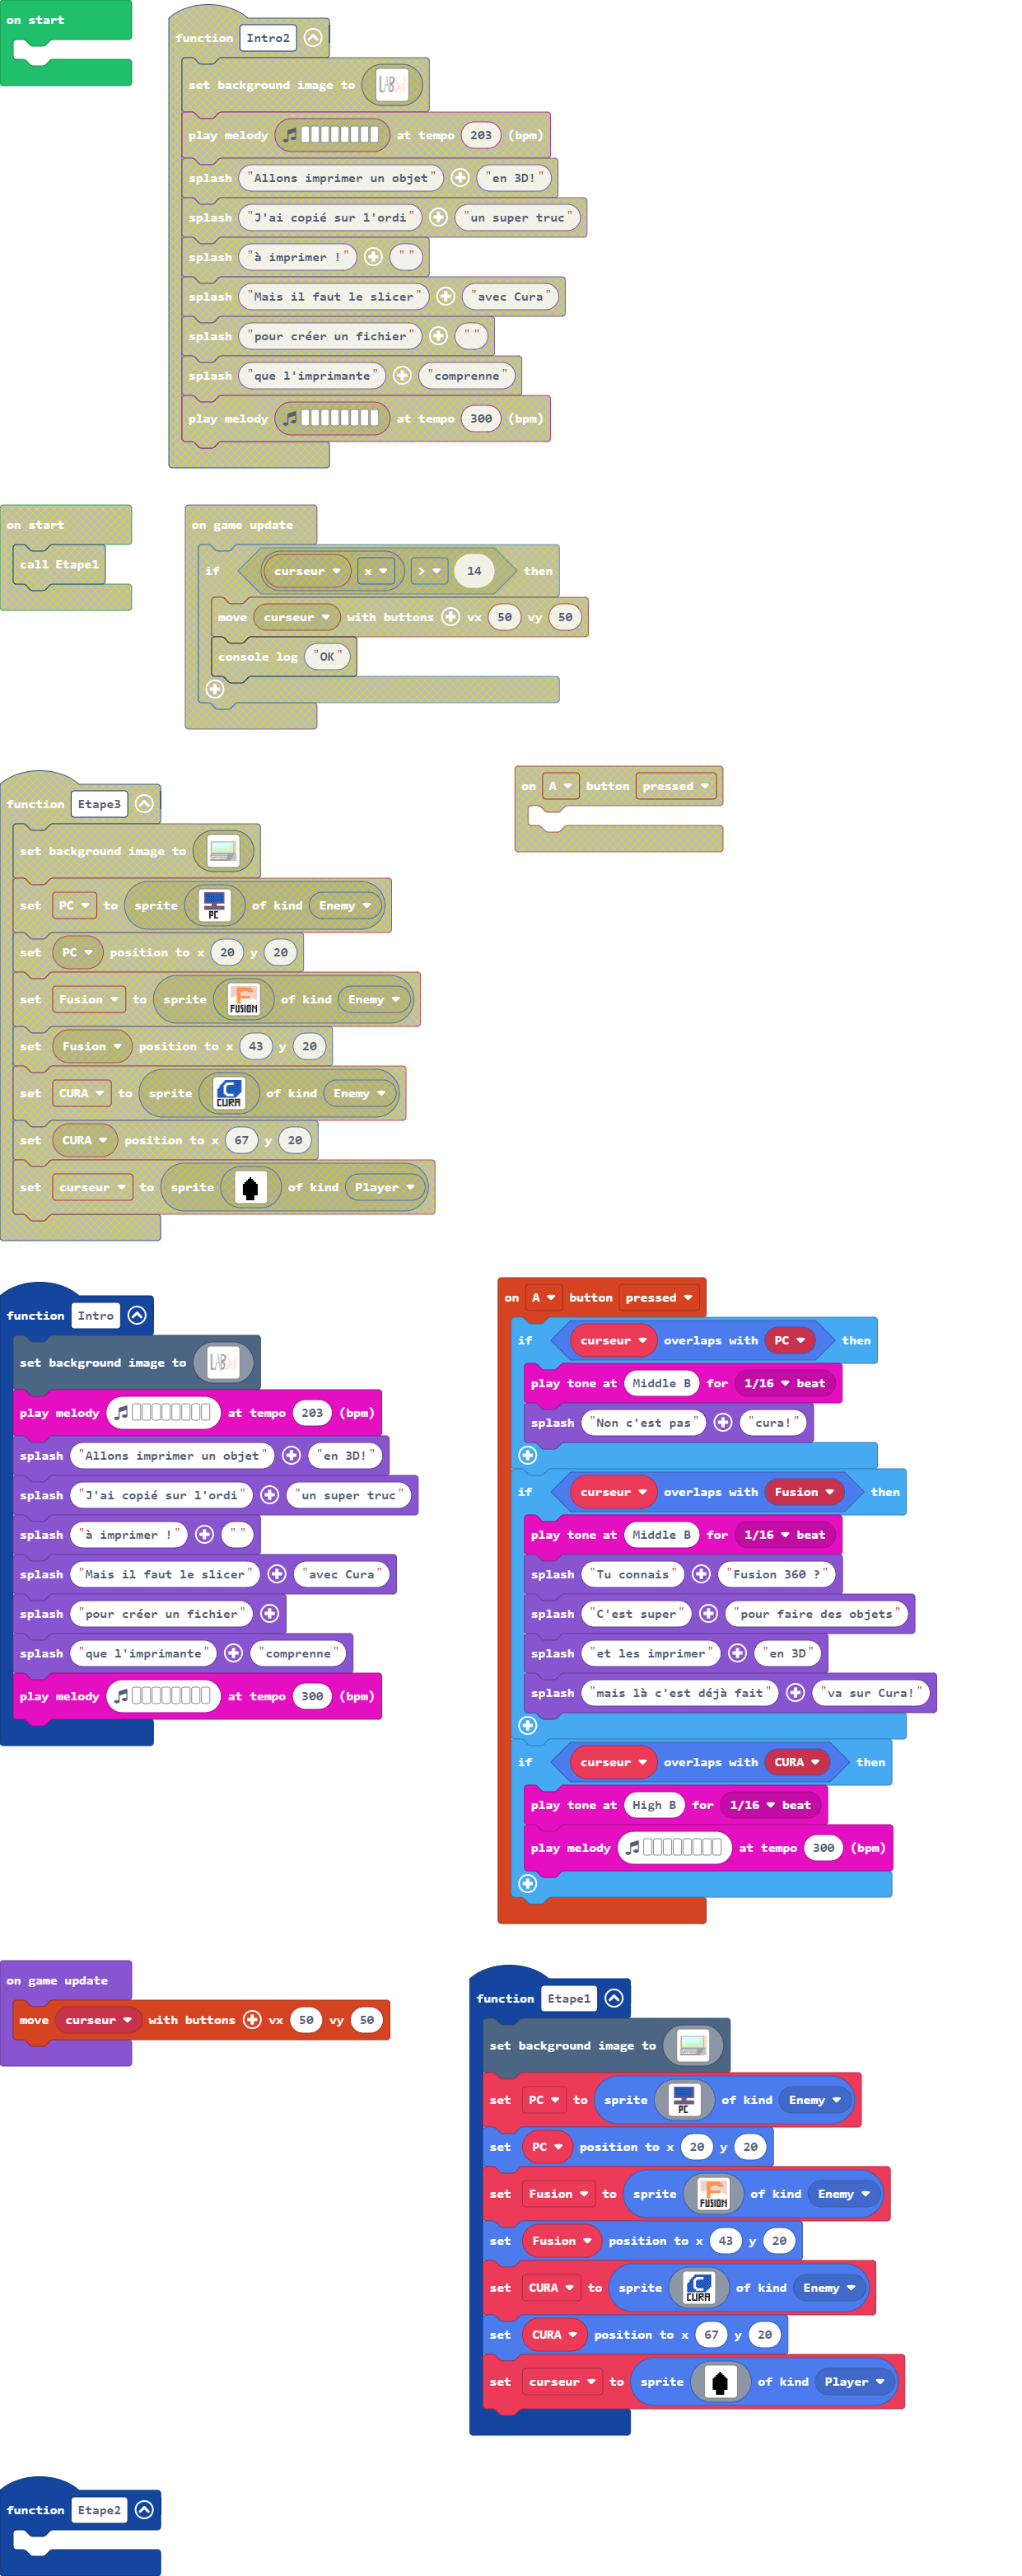 on start
function Intro2
set background image to LAB
play melody at tempo 203 (bpm)
splash "Allons imprimer un objet" "en 3D!"
splash "J'ai copié sur l'ordi" "un super truc"
splash "à imprimer !" " "
splash "Mais il faut le slicer" "avec Cura"
splash "pour créer un fichier" " "
splash "que l'imprimante" "comprenne"
play melody at tempo 300 (bpm)
on start
call Etape1
on game update
if curseur x > 14 then
move curseur with buttons vx 50 vy 50
console log "OK"
function Etape3
set background image to
set PC to sprite PC of kind Enemy
set PC position to x 20 y 20
set Fusion to sprite FUSION of kind Enemy
set Fusion position to x 43 y 20
set CURA to sprite CURA of kind Enemy
set CURA position to x 67 y 20
set curseur to sprite of kind Player
on A button pressed
function Intro
set background image to LAB
play melody at tempo 203 (bpm)
splash "Allons imprimer un objet" "en 3D!"
splash "J'ai copié sur l'ordi" "un super truc"
splash "à imprimer !" " "
splash "Mais il faut le slicer" "avec Cura"
splash "pour créer un fichier"
splash "que l'imprimante" "comprenne"
play melody at tempo 300 (bpm)
on A button pressed
if curseur overlaps with PC then
play tone at Middle B for 1/16 beat
splash "Non c'est pas" "cura!"
if curseur overlaps with Fusion then
play tone at Middle B for 1/16 beat
splash "Tu connais" "Fusion 360 ?"
splash "C'est super" "pour faire des objets"
splash "et les imprimer" "en 3D"
splash "mais là c'est déjà fait" "va sur Cura!"
if curseur overlaps with CURA then
play tone at High B for 1/16 beat
play melody at tempo 300 (bpm)
on game update
move curseur with buttons vx 50 vy 50
function Etape1
set background image to
set PC to sprite PC of kind Enemy
set PC position to x 20 y 20
set Fusion to sprite FUSION of kind Enemy
set Fusion position to x 43 y 20
set CURA to sprite CURA of kind Enemy
set CURA position to x 67 y 20
set curseur to sprite of kind Player
function Etape2